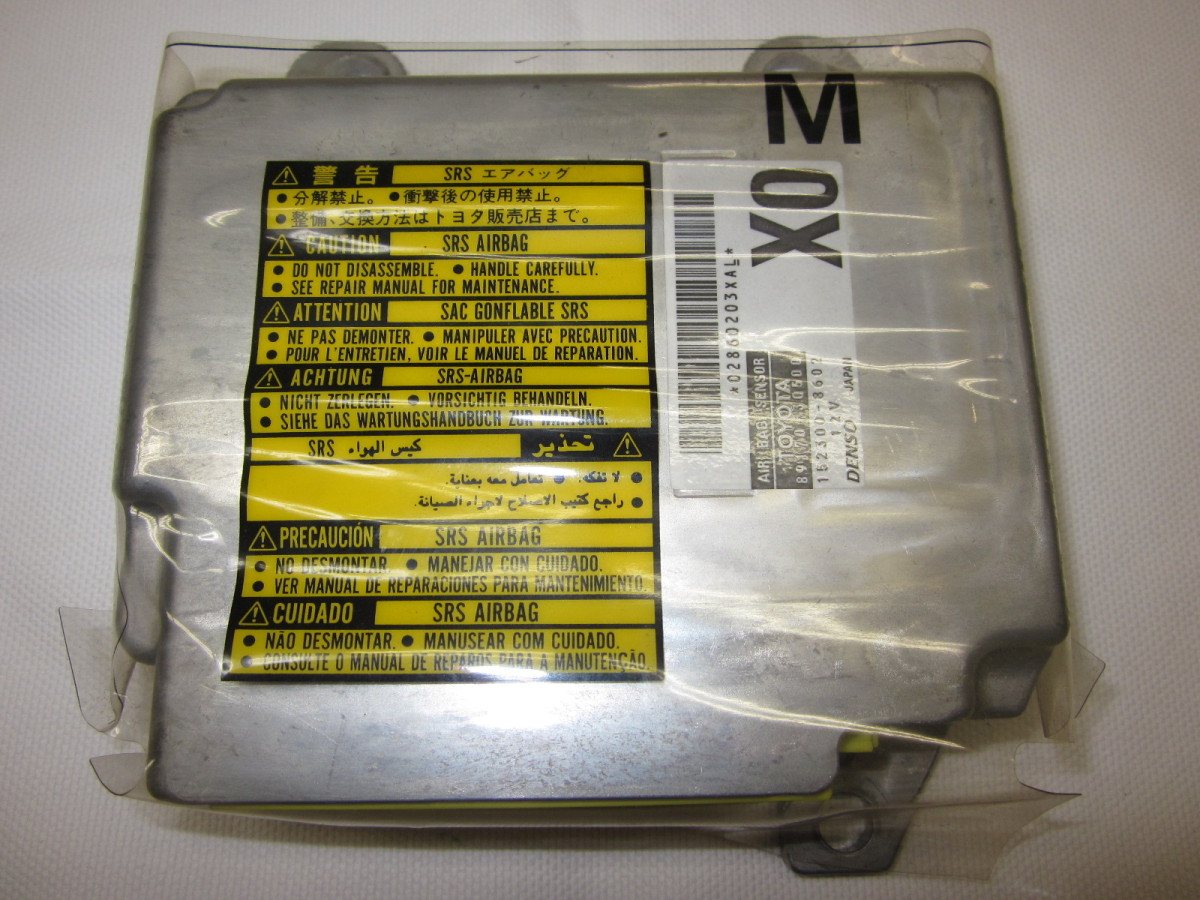 M
XO
警告 SRS エアバッグ
● 分解禁止。 ● 衝撃後の使用禁止。
● 整備、交換方法はトヨタ販売店まで。
CAUTION SRS AIRBAG
● DO NOT DISASSEMBLE. ● HANDLE CAREFULLY.
● SEE REPAIR MANUAL FOR MAINTENANCE.
ATTENTION SAC GONFLABLE SRS
● NE PAS DEMONTER. ● MANIPULER AVEC PRECAUTION.
● POUR L'ENTRETIEN, VOIR LE MANUEL DE REPARATION.
ACHTUNG SRS-AIRBAG
● NICHT ZERLEGEN. ● VORSICHTIG BEHANDELN.
● SIEHE DAS WARTUNGSHANDBUCH ZUR WARTUNG.
تحذير كيس الهواء SRS
● لا تفكه. ● تعامل معه بعناية.
● راجع كتيب الاصلاح لاجراء الصيانة.
PRECAUCIÓN SRS AIRBAG
● NO DESMONTAR. ● MANEJAR CON CUIDADO.
● VER MANUAL DE REPARACIONES PARA MANTENIMIENTO.
CUIDADO SRS AIRBAG
● NÃO DESMONTAR. ● MANUSEAR COM CUIDADO.
● CONSULTE O MANUAL DE REPAROS PARA A MANUTENÇÃO.
*02860203XAL*
AIR BAG SENSOR
TOYOTA
152300-8602
12V
DENSO JAPAN